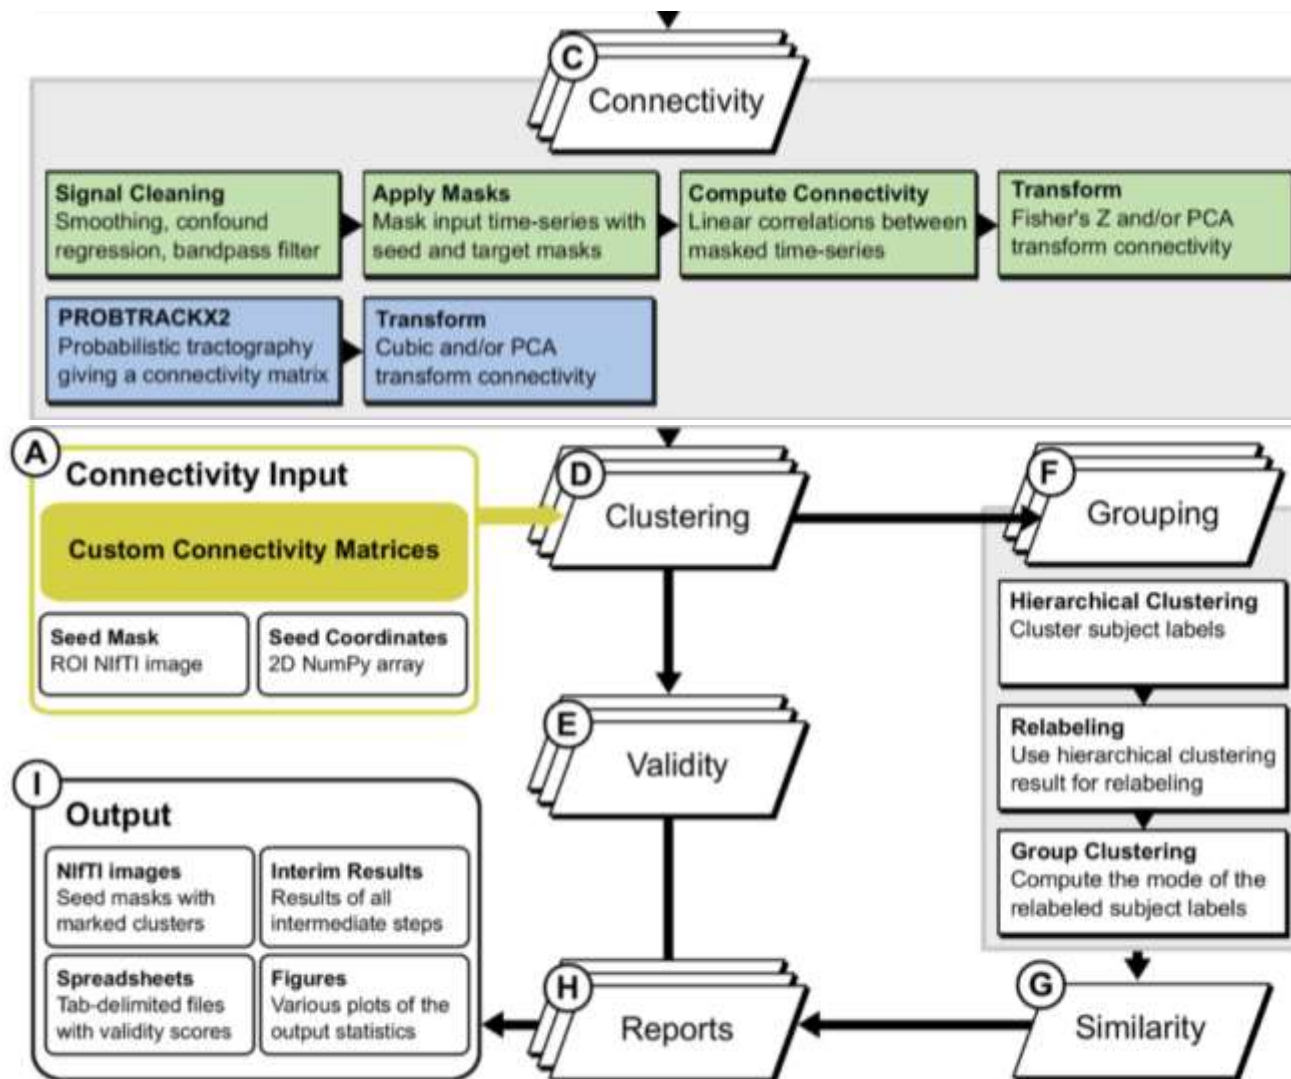 C
Connectivity
Signal Cleaning
Smoothing, confound
regression, bandpass filter
Apply Masks
Mask input time-series with
seed and target masks
Compute Connectivity
Linear correlations between
masked time-series
Transform
Fisher's Z and/or PCA
transform connectivity
PROBTRACKX2
Probabilistic tractography
giving a connectivity matrix
Transform
Cubic and/or PCA
transform connectivity
A
Connectivity Input
Custom Connectivity Matrices
Seed Mask
ROI NIfTI image
Seed Coordinates
2D NumPy array
D
Clustering
F
Grouping
Hierarchical Clustering
Cluster subject labels
Relabeling
Use hierarchical clustering
result for relabeling
Group Clustering
Compute the mode of the
relabeled subject labels
E
Validity
I
Output
NIfTI images
Seed masks with
marked clusters
Interim Results
Results of all
intermediate steps
Spreadsheets
Tab-delimited files
with validity scores
Figures
Various plots of the
output statistics
H
Reports
G
Similarity